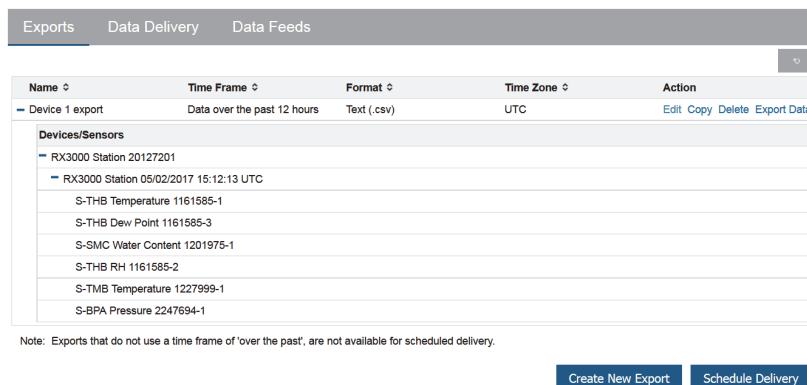 Exports Data Delivery Data Feeds
Name Time Frame Format Time Zone Action
Device 1 export Data over the past 12 hours Text (.csv) UTC Edit Copy Delete Export Data
Devices/Sensors
RX3000 Station 20127201
RX3000 Station 05/02/2017 15:12:13 UTC
S-THB Temperature 1161585-1
S-THB Dew Point 1161585-3
S-SMC Water Content 1201975-1
S-THB RH 1161585-2
S-TMB Temperature 1227999-1
S-BPA Pressure 2247694-1
Note: Exports that do not use a time frame of 'over the past', are not available for scheduled delivery.
Create New Export Schedule Delivery